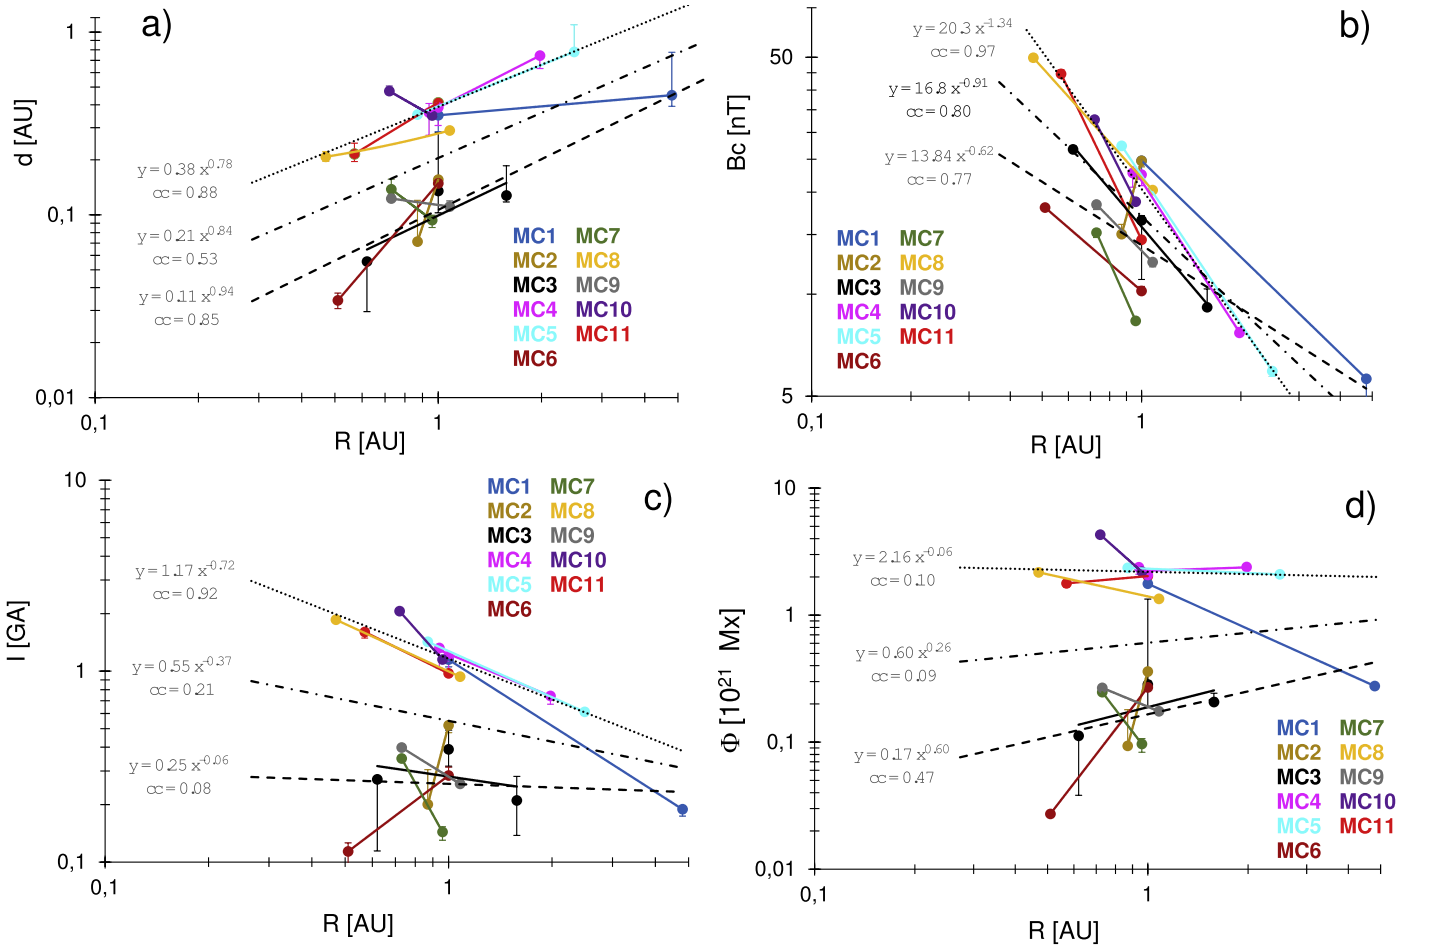 a)
1
0,1
0,01
d [AU]
y = 0.38 x^0.78
cc = 0.88
y = 0.21 x^0.84
cc = 0.53
y = 0.11 x^0.94
cc = 0.85
MC1 MC7
MC2 MC8
MC3 MC9
MC4 MC10
MC5 MC11
MC6
0,1 1
R [AU]
b)
50
5
Bc [nT]
y = 20.3 x^-1.34
cc = 0.97
y = 16.8 x^-0.91
cc = 0.80
y = 13.84 x^-0.62
cc = 0.77
MC1 MC7
MC2 MC8
MC3 MC9
MC4 MC10
MC5 MC11
MC6
0,1 1
R [AU]
c)
10
1
0,1
I [GA]
MC1 MC7
MC2 MC8
MC3 MC9
MC4 MC10
MC5 MC11
MC6
y = 1.17 x^-0.72
cc = 0.92
y = 0.55 x^-0.37
cc = 0.21
y = 0.25 x^-0.06
cc = 0.08
0,1 1
R [AU]
d)
10
1
0,1
0,01
Φ [10^21 Mx]
y = 2.16 x^-0.06
cc = 0.10
y = 0.60 x^0.26
cc = 0.09
y = 0.17 x^0.60
cc = 0.47
MC1 MC7
MC2 MC8
MC3 MC9
MC4 MC10
MC5 MC11
MC6
0,1 1
R [AU]